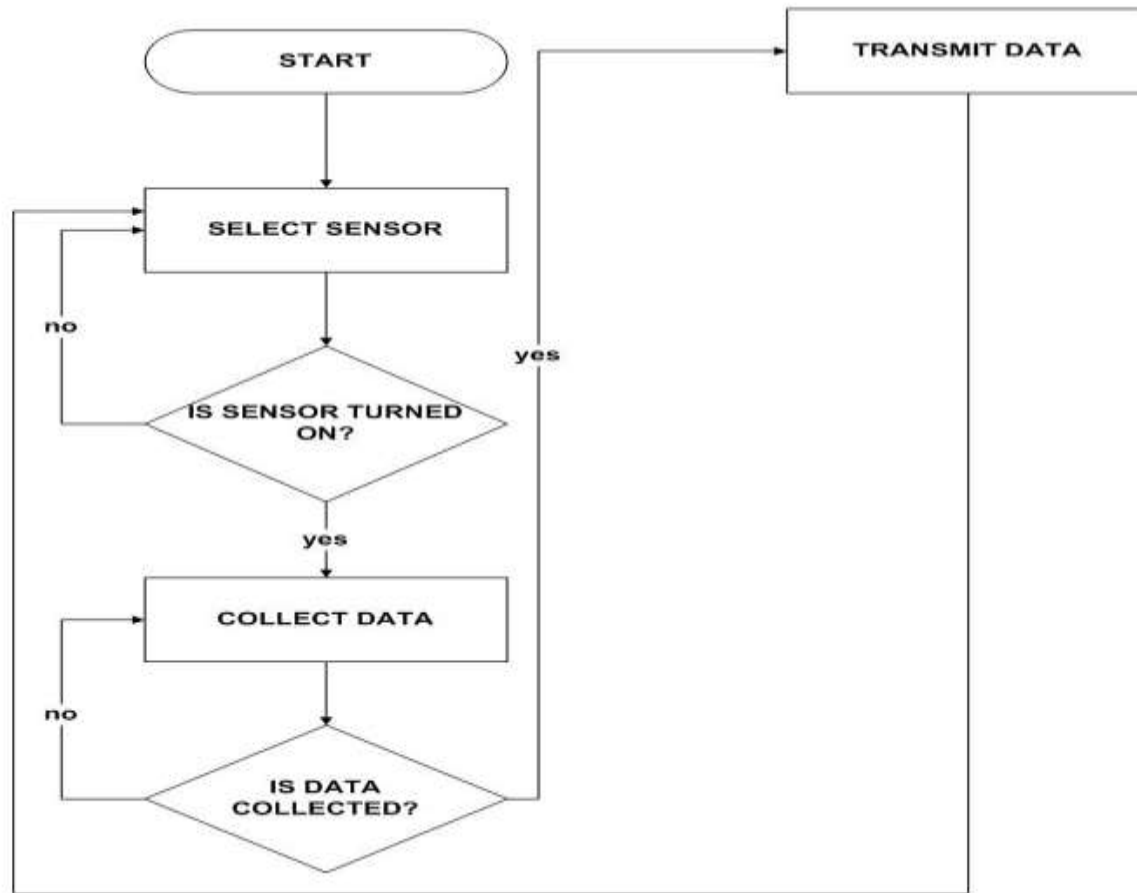 START
TRANSMIT DATA
SELECT SENSOR
no
yes
IS SENSOR TURNED
ON?
yes
COLLECT DATA
no
IS DATA
COLLECTED?